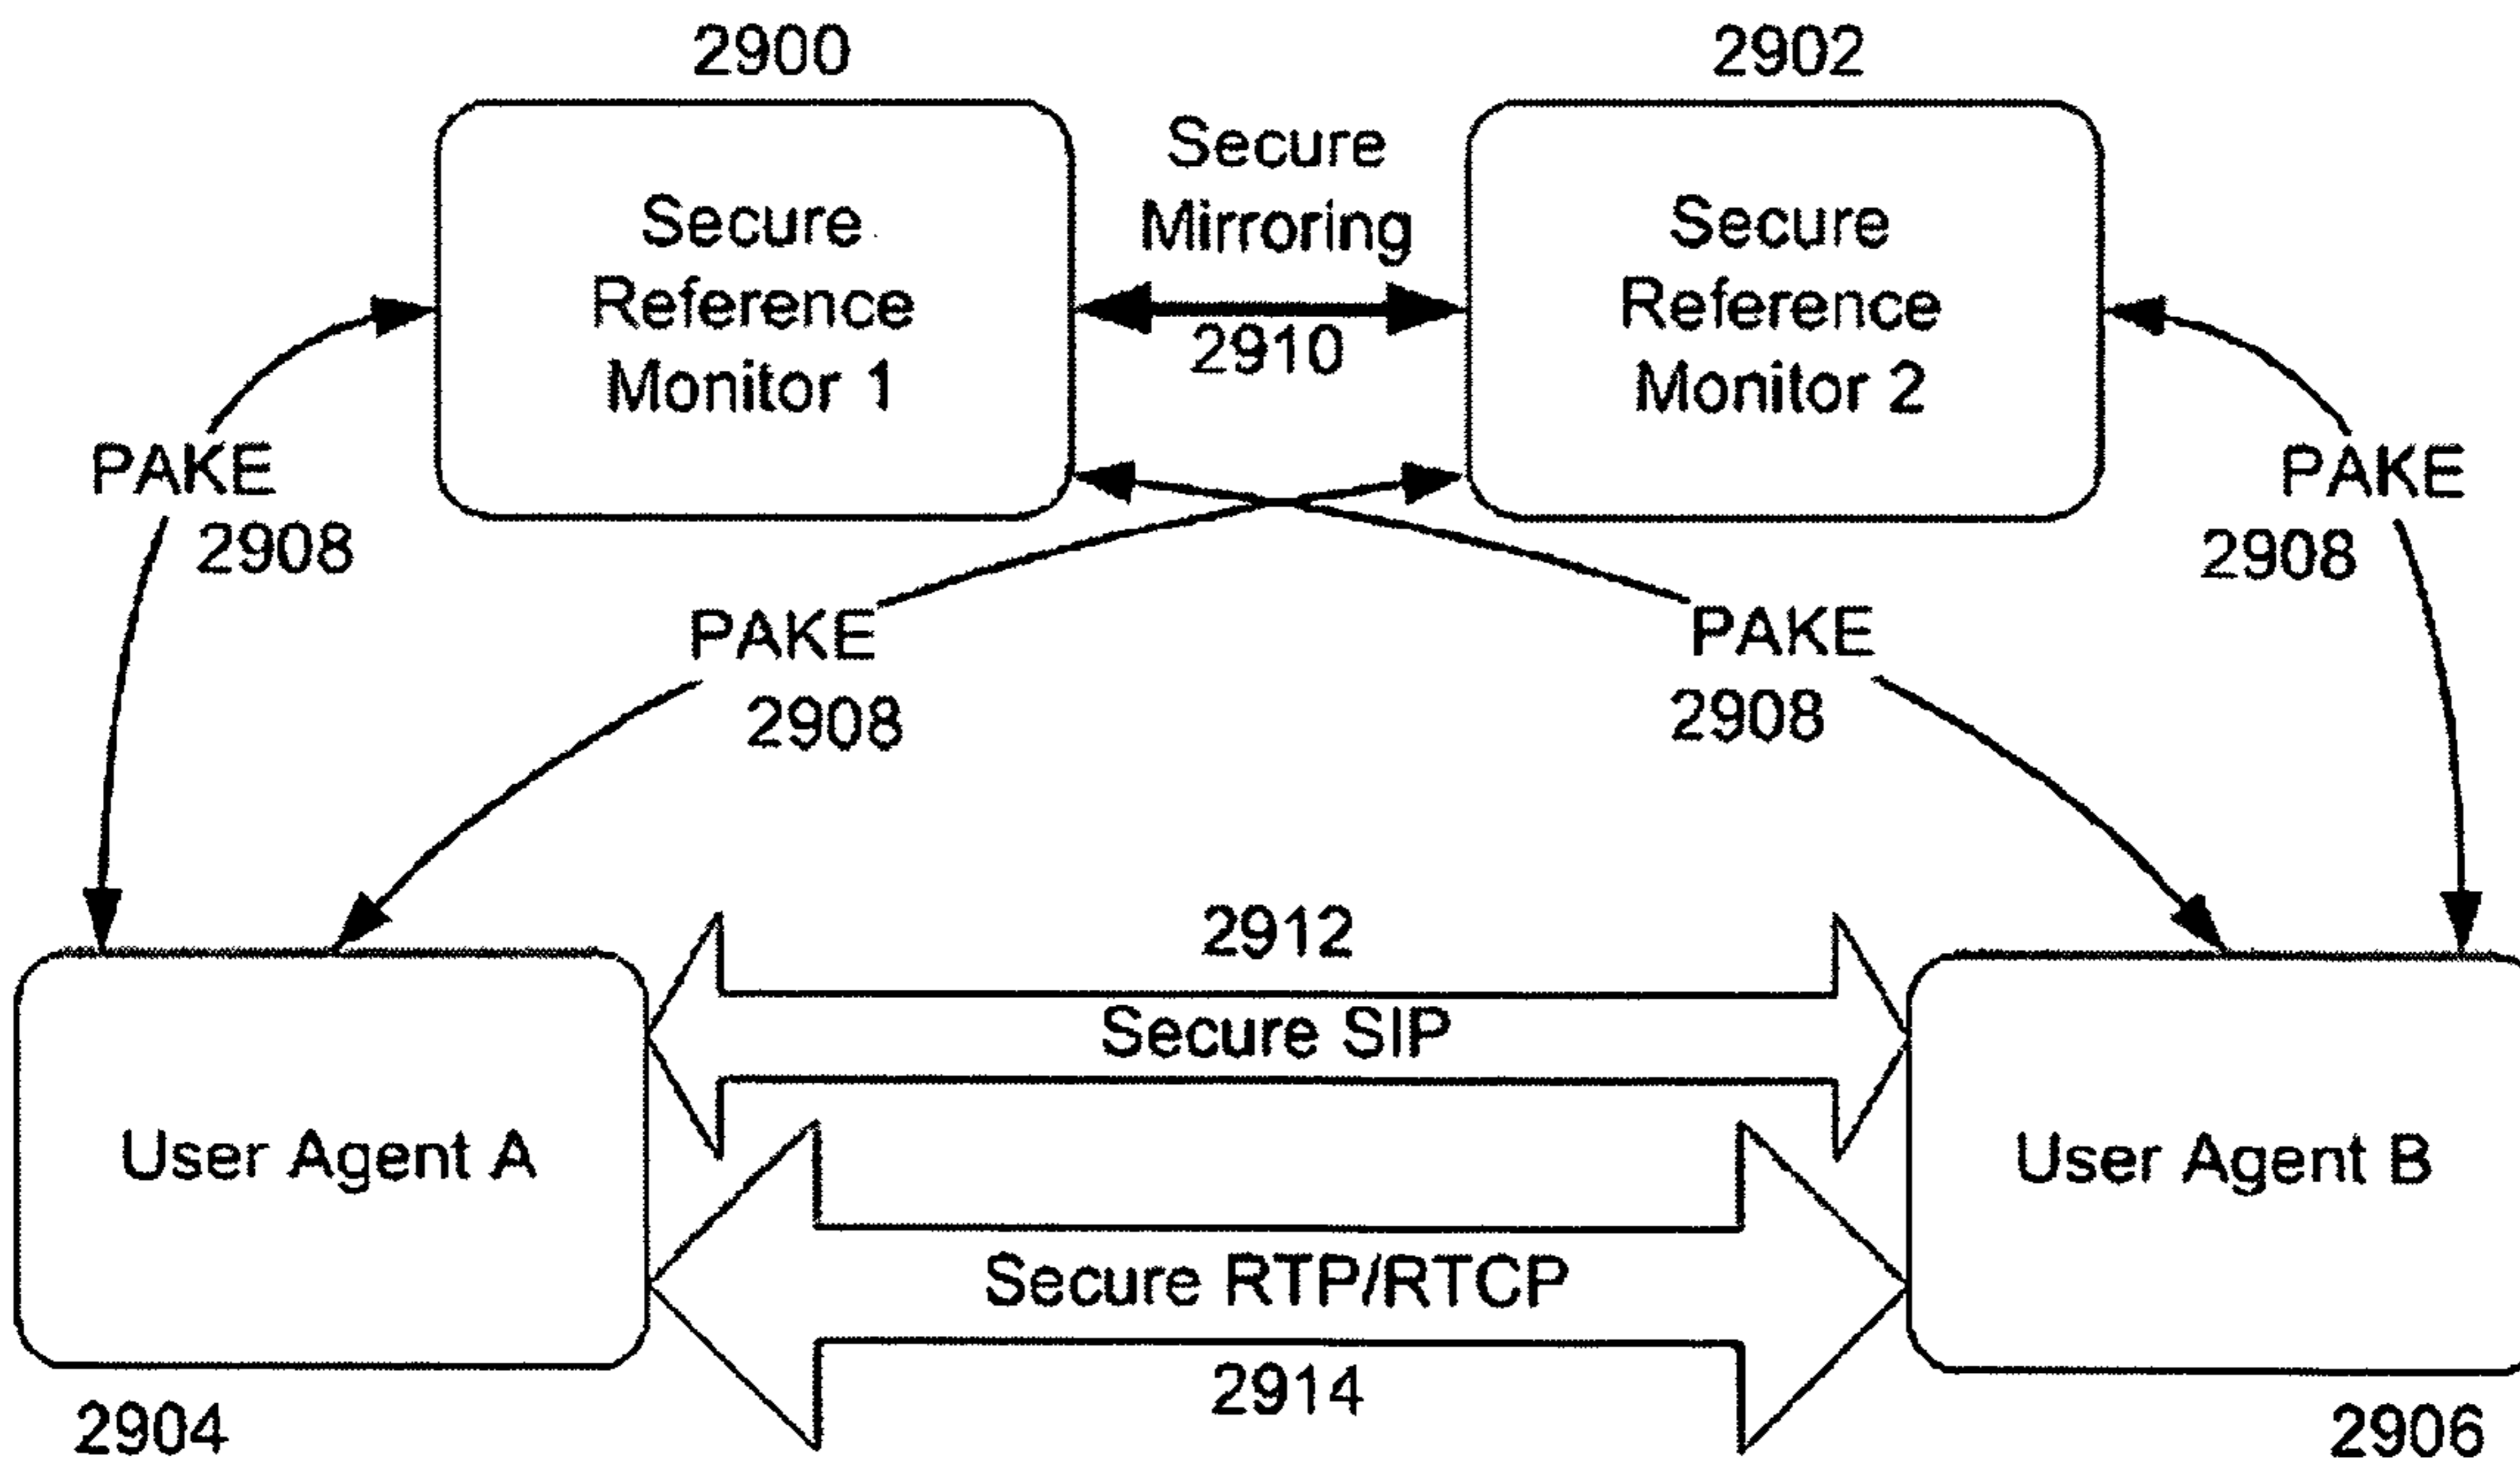 2900
2902
Secure
Reference
Monitor 1
Secure
Mirroring
2910
Secure
Reference
Monitor 2
PAKE
2908
PAKE
2908
PAKE
2908
PAKE
2908
2912
Secure SIP
User Agent A
User Agent B
Secure RTP/RTCP
2914
2904
2906